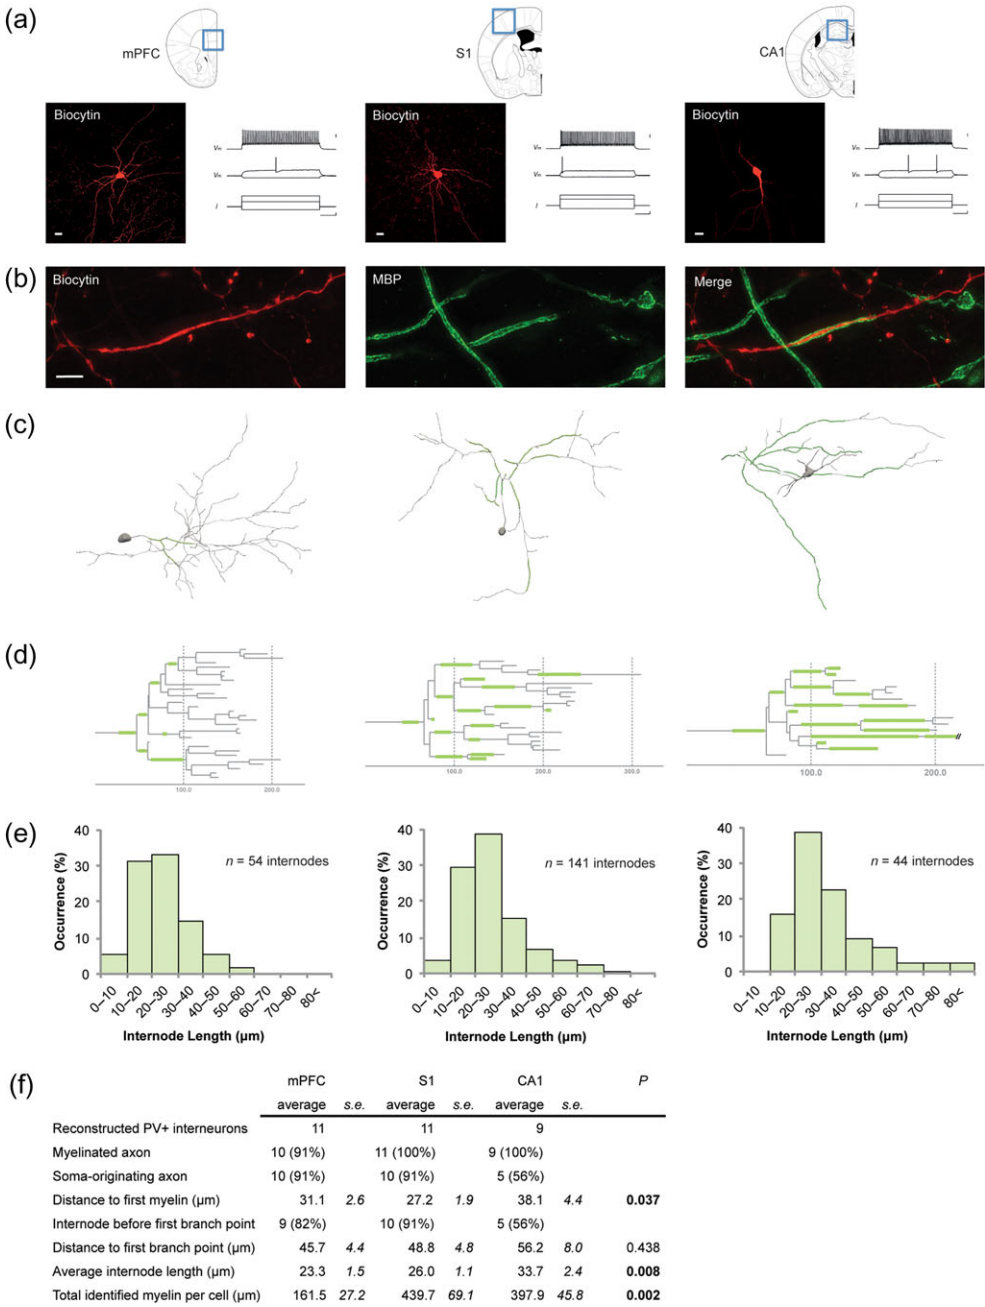 (a)
mPFC
S1
CA1
Biocytin
Vm
Vm
I
Biocytin
Vm
Vm
I
Biocytin
Vm
Vm
I
(b)
Biocytin
MBP
Merge
(c)
(d)
100.0 200.0
100.0 200.0 300.0
100.0 200.0
(e)
40
30
20
10
0
Occurrence (%)
n = 54 internodes
0–10 10–20 20–30 30–40 40–50 50–60 60–70 70–80 80<
Internode Length (µm)
40
30
20
10
0
Occurrence (%)
n = 141 internodes
0–10 10–20 20–30 30–40 40–50 50–60 60–70 70–80 80<
Internode Length (µm)
40
30
20
10
0
Occurrence (%)
n = 44 internodes
0–10 10–20 20–30 30–40 40–50 50–60 60–70 70–80 80<
Internode Length (µm)
(f)
mPFC S1 CA1 P
average s.e. average s.e. average s.e.
Reconstructed PV+ interneurons 11 11 9
Myelinated axon 10 (91%) 11 (100%) 9 (100%)
Soma-originating axon 10 (91%) 10 (91%) 5 (56%)
Distance to first myelin (µm) 31.1 2.6 27.2 1.9 38.1 4.4 0.037
Internode before first branch point 9 (82%) 10 (91%) 5 (56%)
Distance to first branch point (µm) 45.7 4.4 48.8 4.8 56.2 8.0 0.438
Average internode length (µm) 23.3 1.5 26.0 1.1 33.7 2.4 0.008
Total identified myelin per cell (µm) 161.5 27.2 439.7 69.1 397.9 45.8 0.002